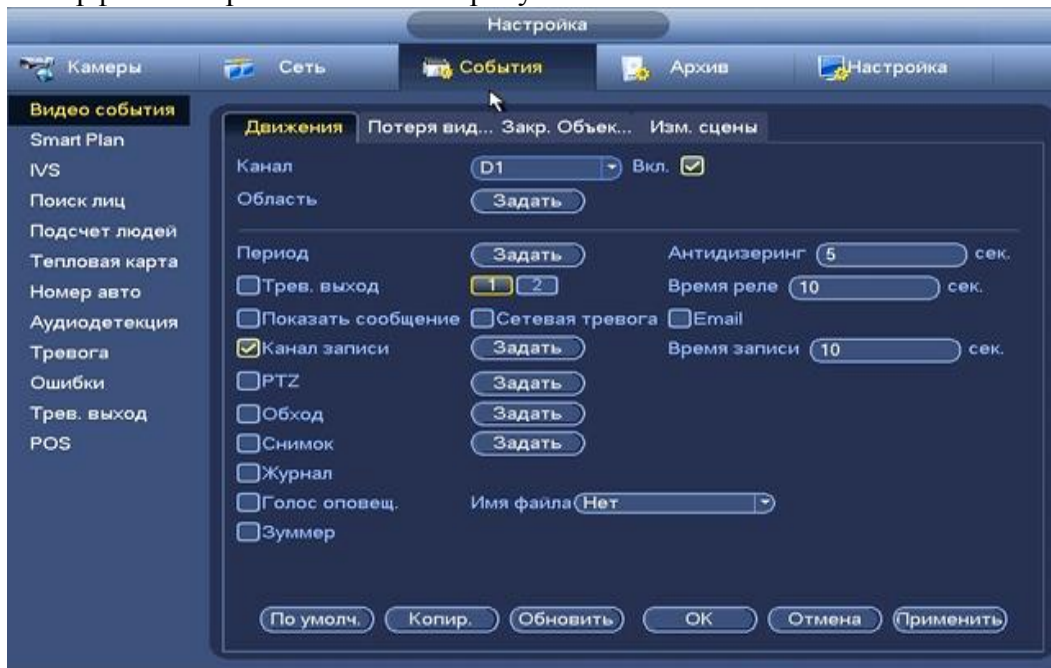 Настройка
Камеры Сеть События Архив Настройка
Видео события
Smart Plan
IVS
Поиск лиц
Подсчет людей
Тепловая карта
Номер авто
Аудиодетекция
Тревога
Ошибки
Трев. выход
POS
Движения Потеря вид... Закр. Объек... Изм. сцены
Канал D1 Вкл.
Область Задать
Период Задать Антидизеринг 5 сек.
Трев. выход 1 2 Время реле 10 сек.
Показать сообщение Сетевая тревога Email
Канал записи Задать Время записи 10 сек.
PTZ Задать
Обход Задать
Снимок Задать
Журнал
Голос оповещ. Имя файла Нет
Зуммер
По умолч. Копир. Обновить OK Отмена Применить